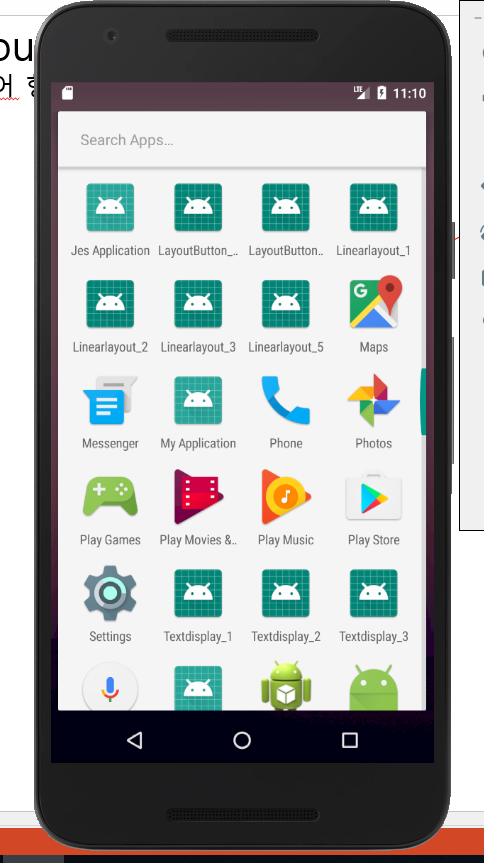 ou
어
LTE 11:10
Search Apps...
Jes Application LayoutButton_.. LayoutButton.. Linearlayout_1
Linearlayout_2 Linearlayout_3 Linearlayout_5 Maps
G
Messenger My Application Phone Photos
Play Games Play Movies &.. Play Music Play Store
Settings Textdisplay_1 Textdisplay_2 Textdisplay_3